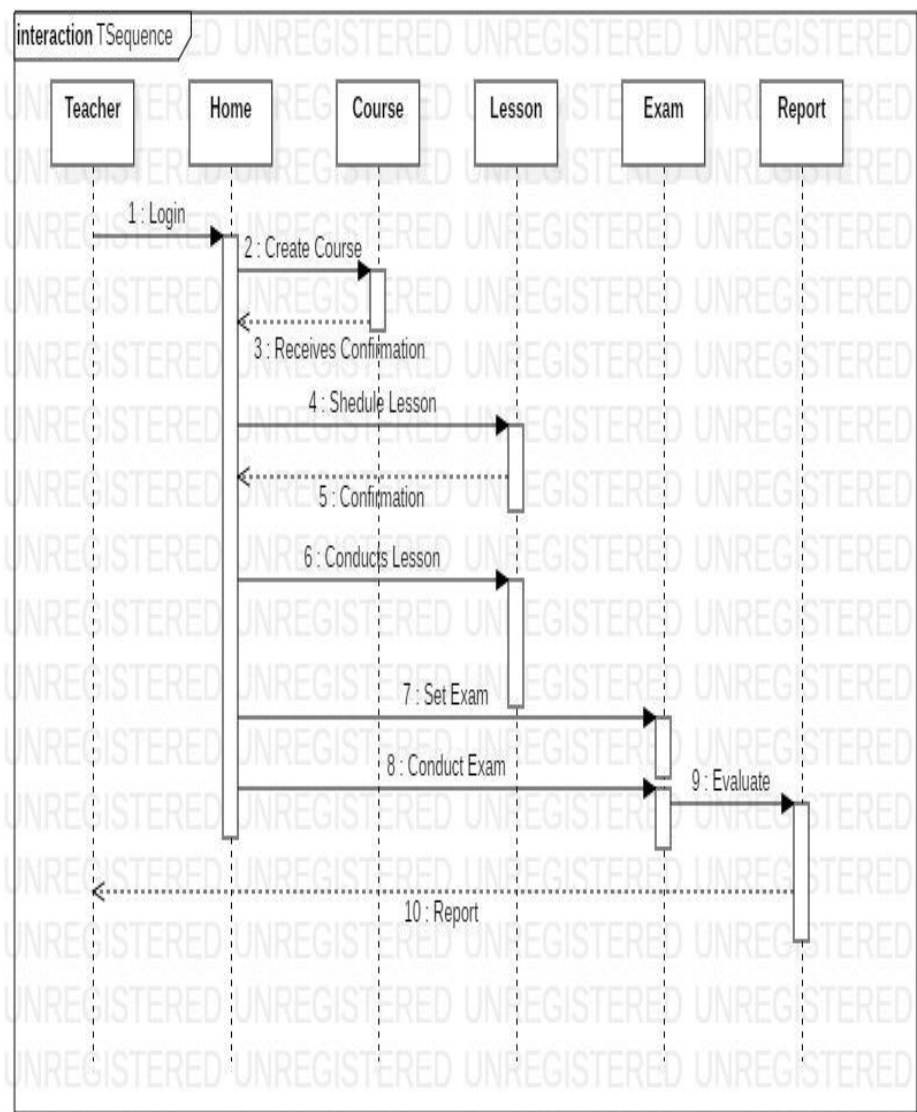 interaction TSequence
Teacher
Home
Course
Lesson
Exam
Report
1 : Login
2 : Create Course
3 : Receives Confirmation
4 : Shedule Lesson
5 : Confirmation
6 : Conducts Lesson
7 : Set Exam
8 : Conduct Exam
9 : Evaluate
10 : Report
UNREGISTERED